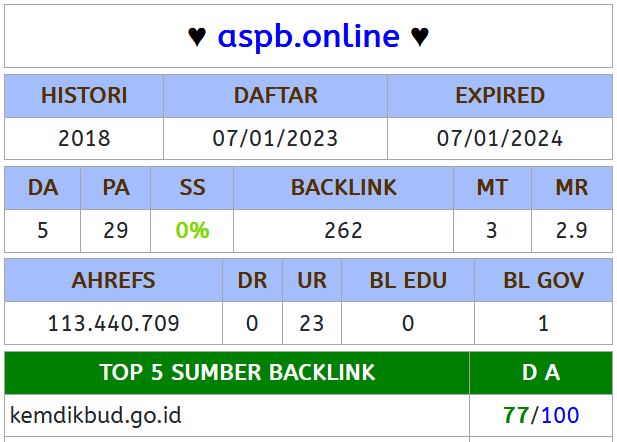 ♥ aspb.online ♥
HISTORI DAFTAR EXPIRED
2018 07/01/2023 07/01/2024
DA PA SS BACKLINK MT MR
5 29 0% 262 3 2.9
AHREFS DR UR BL EDU BL GOV
113.440.709 0 23 0 1
TOP 5 SUMBER BACKLINK D A
kemdikbud.go.id 77/100